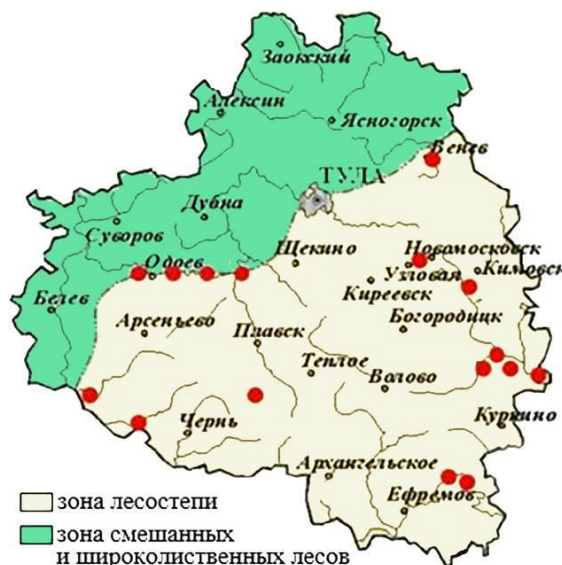 Заокский
Алексин
Ясногорск
Венев
ТУЛА
Дубна
Суворов
Щекино
Новомосковск
Одоев
Узловая
Кимовск
Киреевск
Белев
Богородицк
Арсеньево
Плавск
Теплое
Волово
Куркино
Чернь
Архангельское
Ефремов
зона лесостепи
зона смешанных
и широколиственных лесов